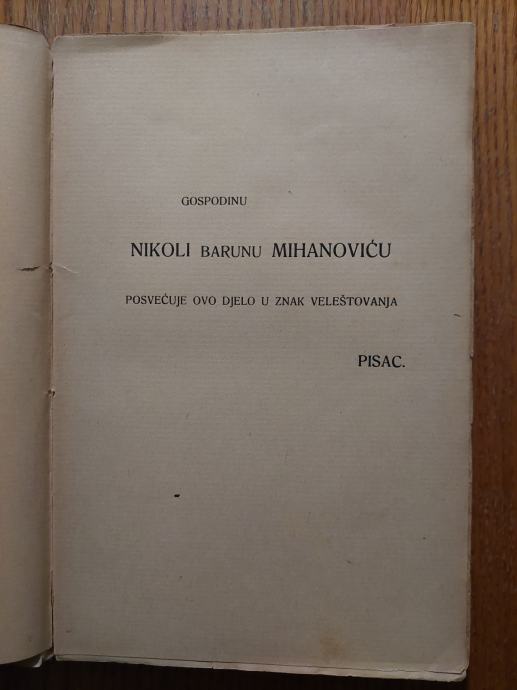 GOSPODINU
NIKOLI BARUNU MIHANOVIĆU
POSVEĆUJE OVO DJELO U ZNAK VELEŠTOVANJA
PISAC.